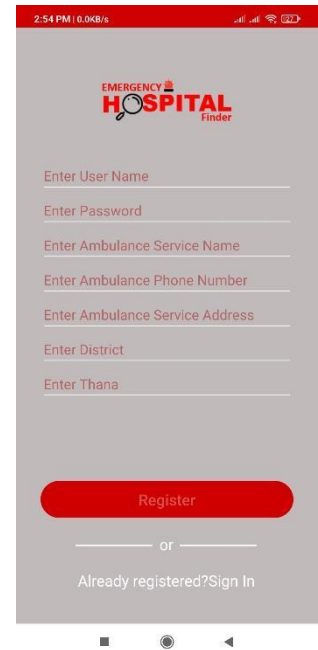 2:54 PM | 0.0KB/s 27
EMERGENCY
HOSPITAL
Finder
Enter User Name
Enter Password
Enter Ambulance Service Name
Enter Ambulance Phone Number
Enter Ambulance Service Address
Enter District
Enter Thana
Register
or
Already registered?Sign In